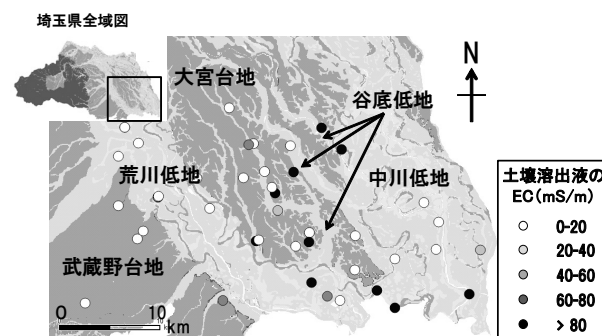 埼玉県全域図
大宮台地
N
谷底低地
荒川低地
中川低地
武蔵野台地
0 10
km
土壌溶出液の
EC(mS/m)
0-20
20-40
40-60
60-80
> 80